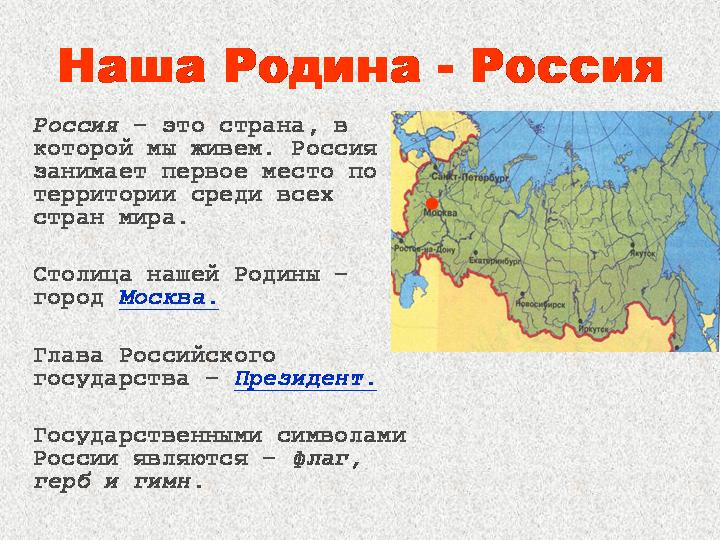 Наша Родина - Россия
Россия – это страна, в
которой мы живем. Россия
занимает первое место по
территории среди всех
стран мира.
Столица нашей Родины –
город Москва.
Глава Российского
государства – Президент.
Государственными символами
России являются – флаг,
герб и гимн.
Санкт-Петербург
Москва
Ростов-на-Дону
Екатеринбург
Якутск
Новосибирск
Иркутск